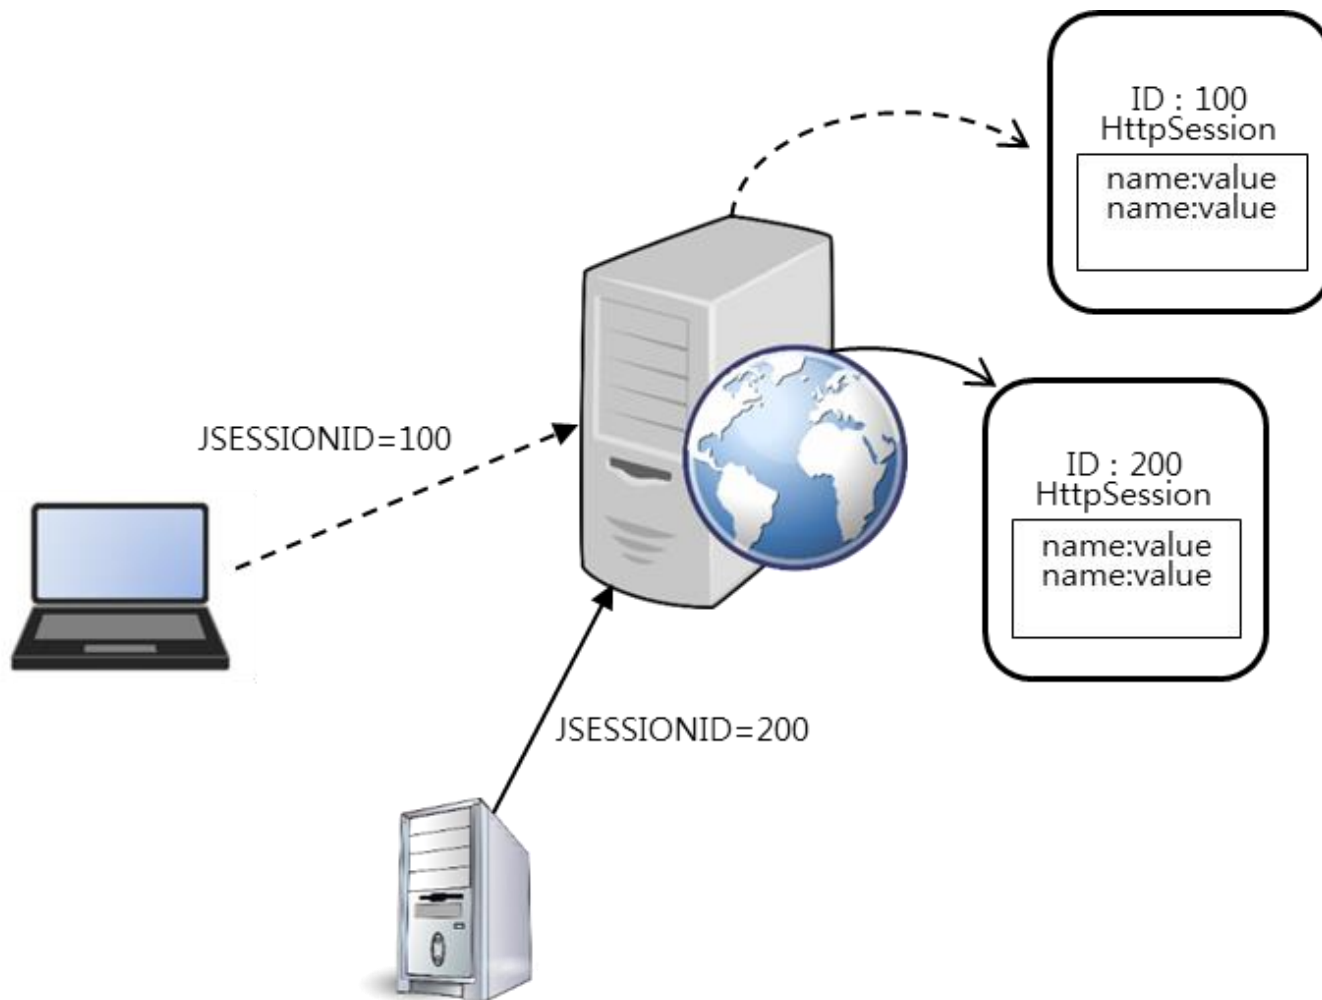 ID : 100
HttpSession
name:value
name:value
JSESSIONID=100
ID : 200
HttpSession
name:value
name:value
JSESSIONID=200